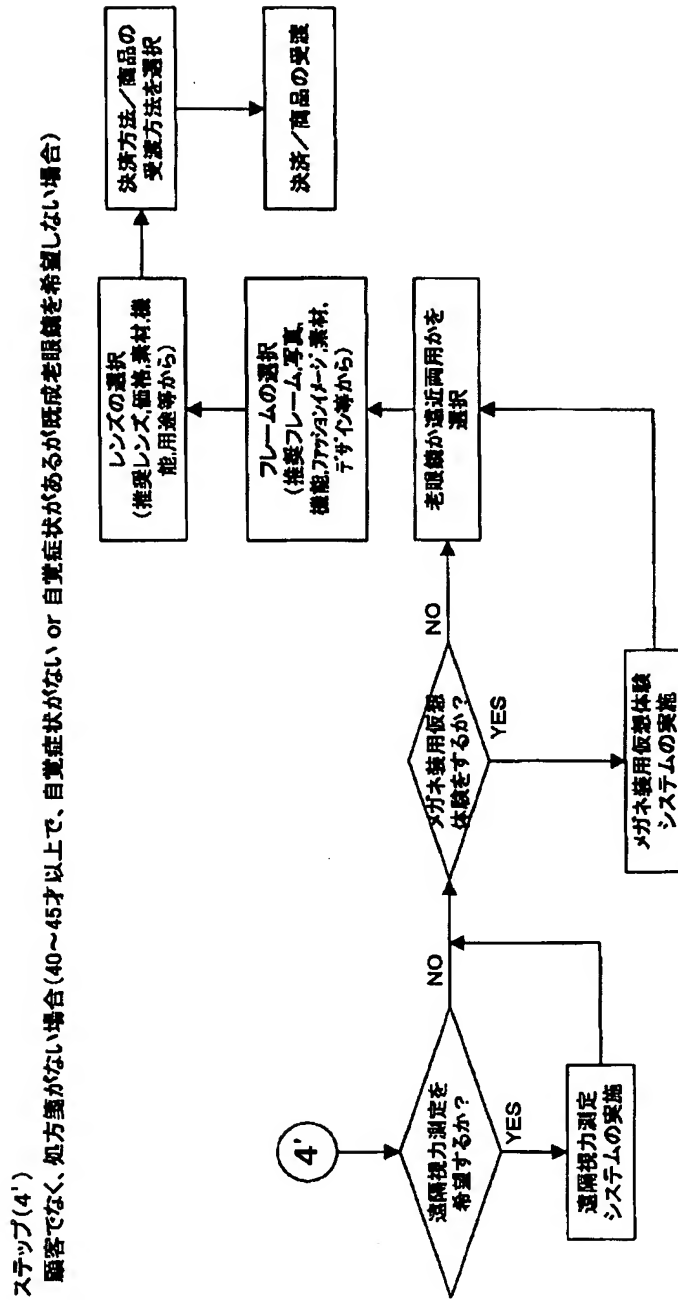 ステップ(4')
顧客でなく、処方箋がない場合(40～45才以上で、自覚症状がない or 自覚症状があるが既成老眼鏡を希望しない場合)
4'
遠隔視力測定を
希望するか？
YES
NO
遠隔視力測定
システムの実施
メガネ装用仮想
体験をするか？
YES
NO
メガネ装用仮想体験
システムの実施
老眼鏡か遠近両用かを
選択
フレームの選択
(推奨フレーム,写真,
機能,ファッションイメージ,素材,
デザイン等から)
レンズの選択
(推奨レンズ,価格,素材,機
能,用途等から)
決済方法／商品の
受渡方法を選択
決済／商品の受渡